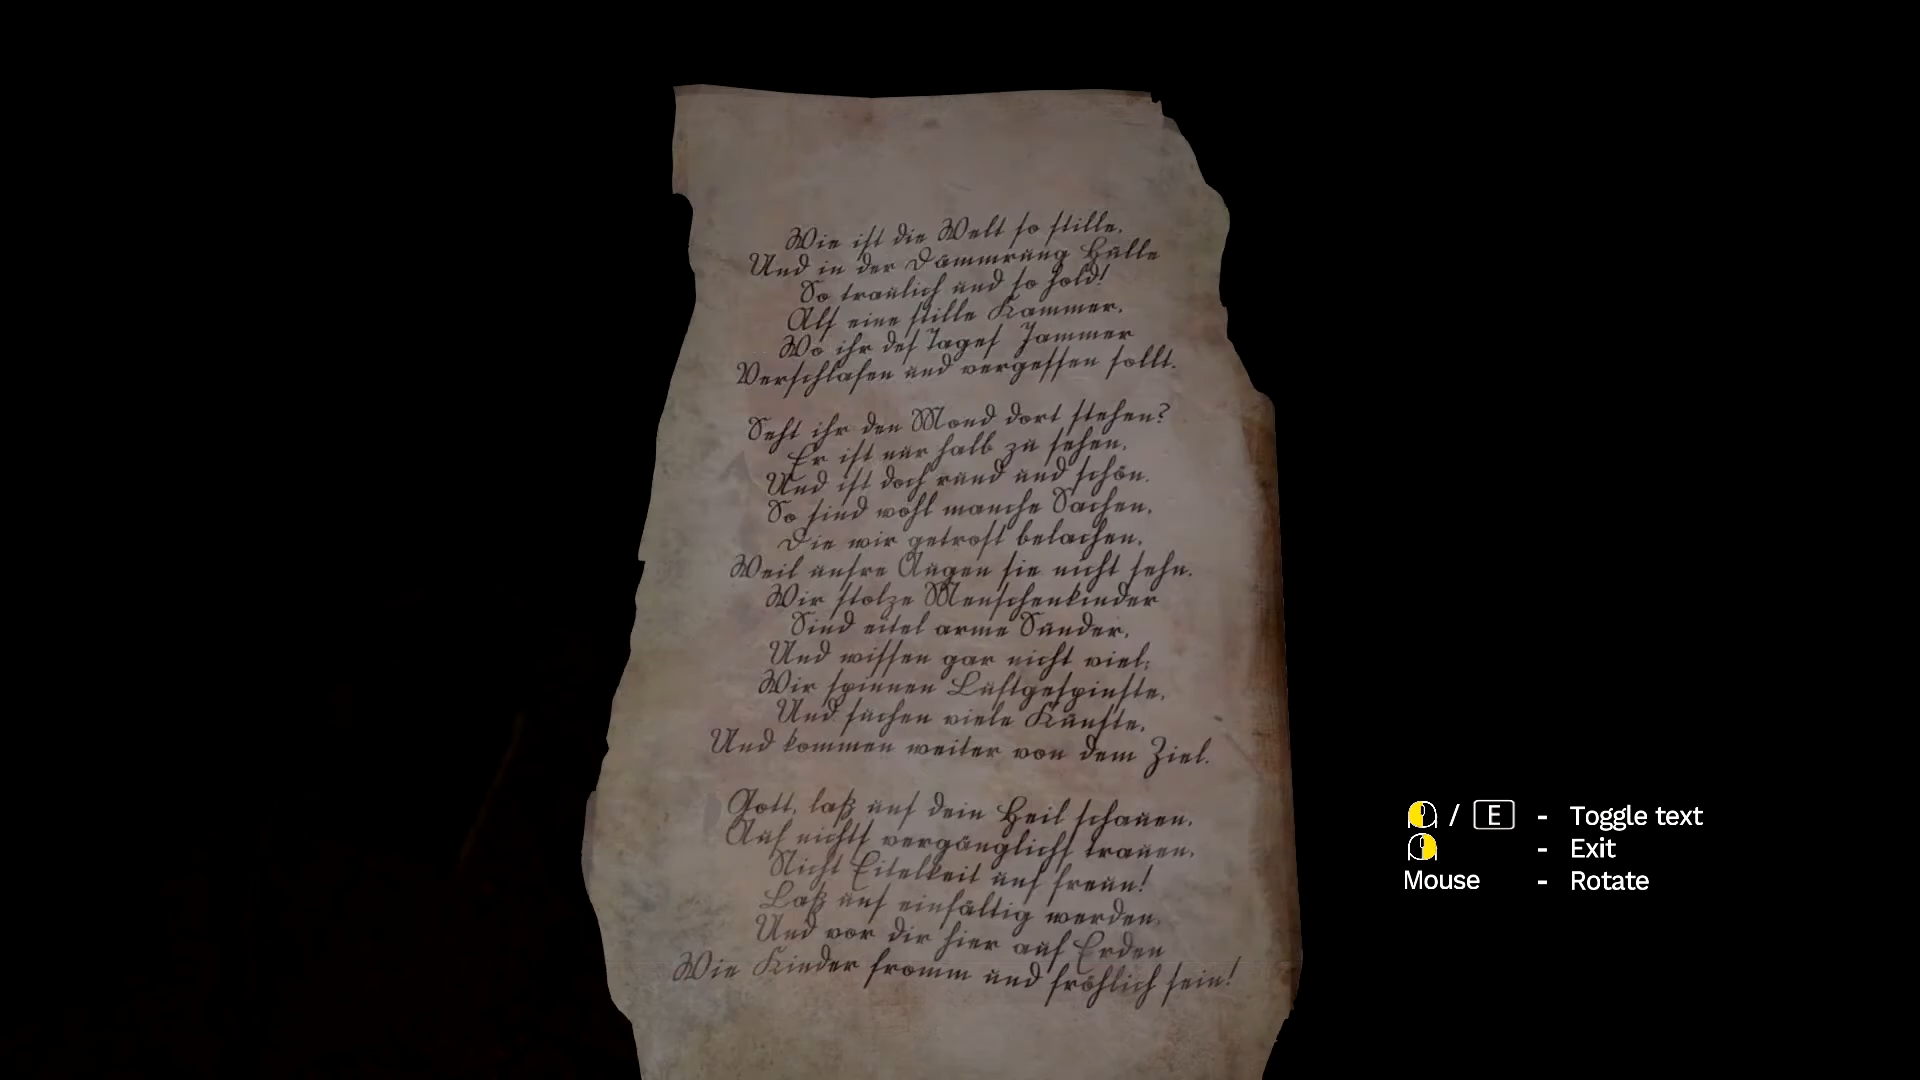 Wie ist die Welt so stille,
Und in der Dämmrung Hülle
So traulich und so hold!
Als eine stille Kammer,
Wo ihr des Tages Jammer
Verschlafen und vergessen sollt.
Seht ihr den Mond dort stehen?
Er ist nur halb zu sehen,
Und ist doch rund und schön.
So sind wohl manche Sachen,
Die wir getrost belachen,
Weil unsre Augen sie nicht sehn.
Wir stolze Menschenkinder
Sind eitel arme Sünder,
Und wissen gar nicht viel;
Wir spinnen Luftgespinste,
Und suchen viele Künste,
Und kommen weiter von dem Ziel.
Gott, laß uns dein Heil schauen,
Auf nichts vergänglichs trauen,
Nicht Eitelkeit uns freun!
Laß uns einfältig werden,
Und vor dir hier auf Erden
Wie Kinder fromm und fröhlich sein!
/ E - Toggle text
- Exit
Mouse - Rotate